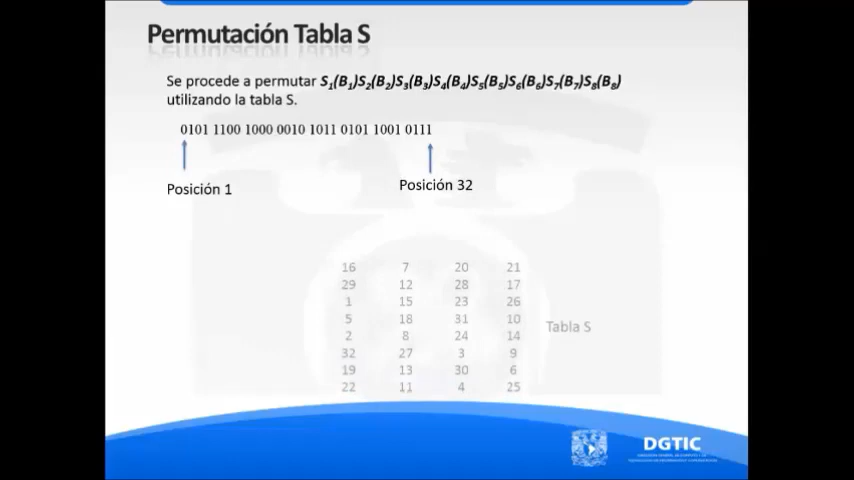 Permutación Tabla S
Se procede a permutar S1(B1)S2(B2)S3(B3)S4(B4)S5(B5)S6(B6)S7(B7)S8(B8)
utilizando la tabla S.
0101 1100 1000 0010 1011 0101 1001 0111
Posición 1
Posición 32
16 7 20 21
29 12 28 17
1 15 23 26
5 18 31 10
2 8 24 14
32 27 3 9
19 13 30 6
22 11 4 25
Tabla S
DGTIC